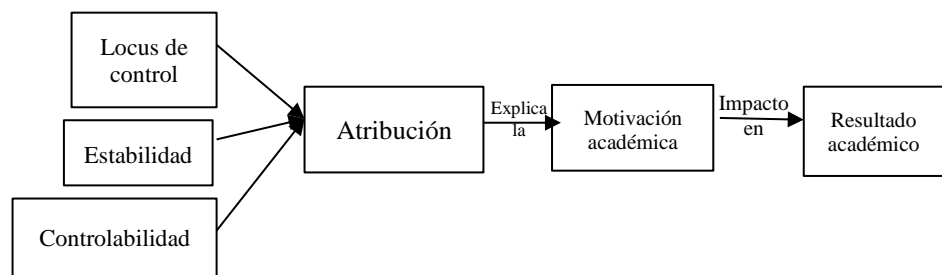 Locus de
control
Estabilidad
Controlabilidad
Atribución
Explica
la
Motivación
académica
Impacto
en
Resultado
académico